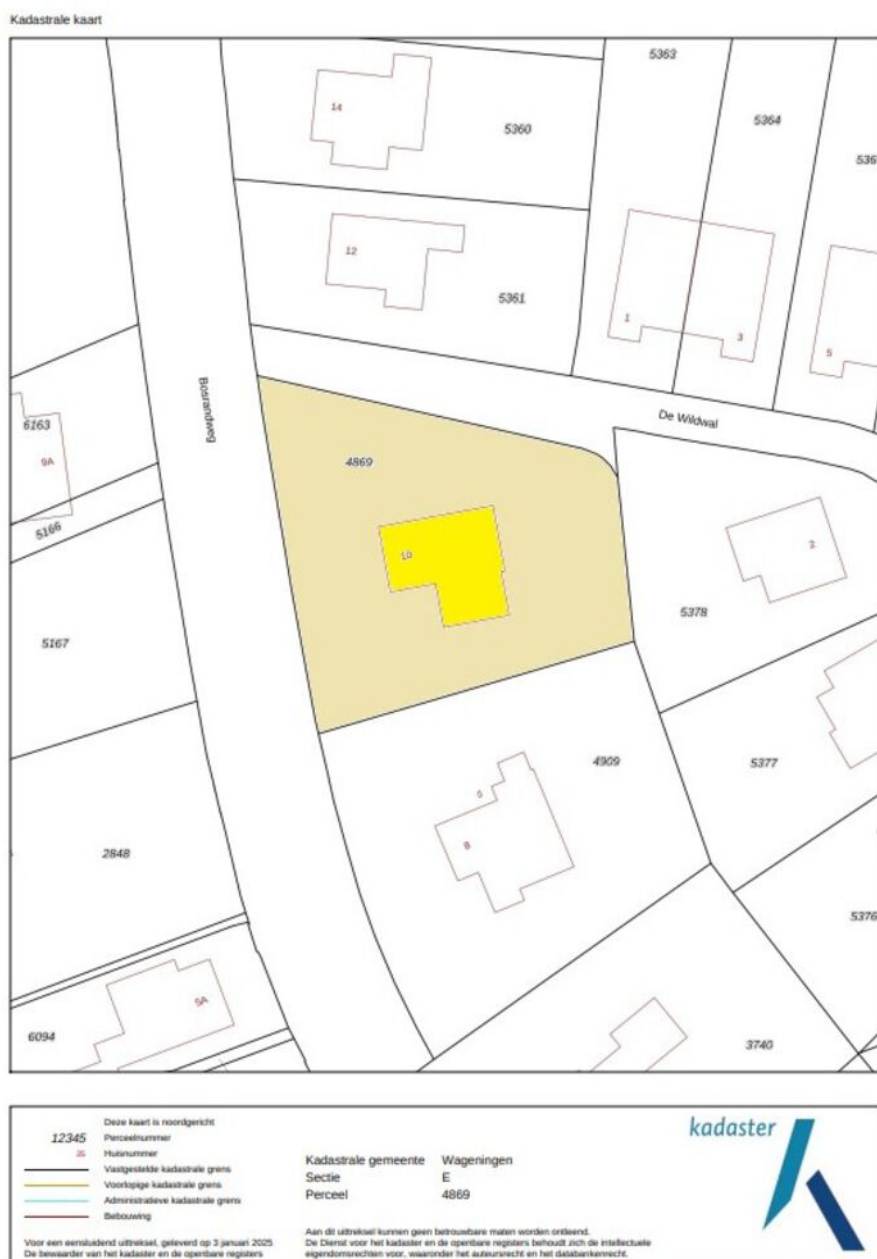 Kadastrale kaart
5363
5364
14
5360
12
5361
1
3
5
De Wildwal
Bosrandweg
6163
9A
5166
4869
10
2
5378
5167
4909
5377
8
2848
5376
5A
6094
3740
Deze kaart is noordgericht
12345 Perceelnummer
Huisnummer
Vastgestelde kadastrale grens
Voorlopige kadastrale grens
Administratieve kadastrale grens
Bebouwing
Voor een eensluidend uittreksel, geleverd op 3 januari 2025
De bewaarder van het kadaster en de openbare registers
Kadastrale gemeente Wageningen
Sectie E
Perceel 4869
Aan dit uittreksel kunnen geen betrouwbare maten worden ontleend.
De Dienst voor het kadaster en de openbare registers behoudt zich de intellectuele
eigendomsrechten voor, waaronder het auteursrecht en het databankenrecht.
kadaster